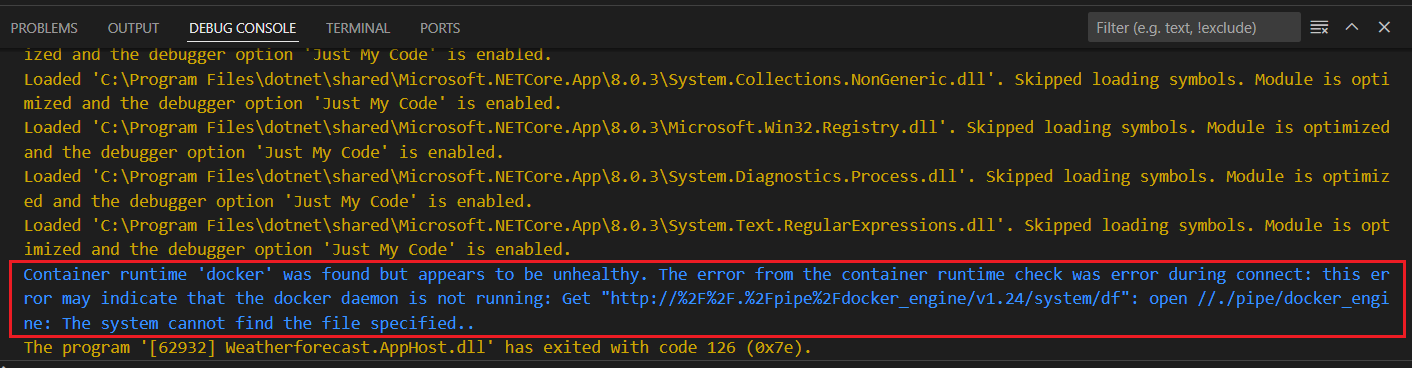 PROBLEMS OUTPUT DEBUG CONSOLE TERMINAL PORTS Filter (e.g. text, !exclude)
ized and the debugger option 'Just My Code' is enabled.
Loaded 'C:\Program Files\dotnet\shared\Microsoft.NETCore.App\8.0.3\System.Collections.NonGeneric.dll'. Skipped loading symbols. Module is opti
mized and the debugger option 'Just My Code' is enabled.
Loaded 'C:\Program Files\dotnet\shared\Microsoft.NETCore.App\8.0.3\Microsoft.Win32.Registry.dll'. Skipped loading symbols. Module is optimized
and the debugger option 'Just My Code' is enabled.
Loaded 'C:\Program Files\dotnet\shared\Microsoft.NETCore.App\8.0.3\System.Diagnostics.Process.dll'. Skipped loading symbols. Module is optimiz
ed and the debugger option 'Just My Code' is enabled.
Loaded 'C:\Program Files\dotnet\shared\Microsoft.NETCore.App\8.0.3\System.Text.RegularExpressions.dll'. Skipped loading symbols. Module is opt
imized and the debugger option 'Just My Code' is enabled.
Container runtime 'docker' was found but appears to be unhealthy. The error from the container runtime check was error during connect: this er
ror may indicate that the docker daemon is not running: Get "http://%2F%2F.%2Fpipe%2Fdocker_engine/v1.24/system/df": open //./pipe/docker_engi
ne: The system cannot find the file specified..
The program '[62932] Weatherforecast.AppHost.dll' has exited with code 126 (0x7e).